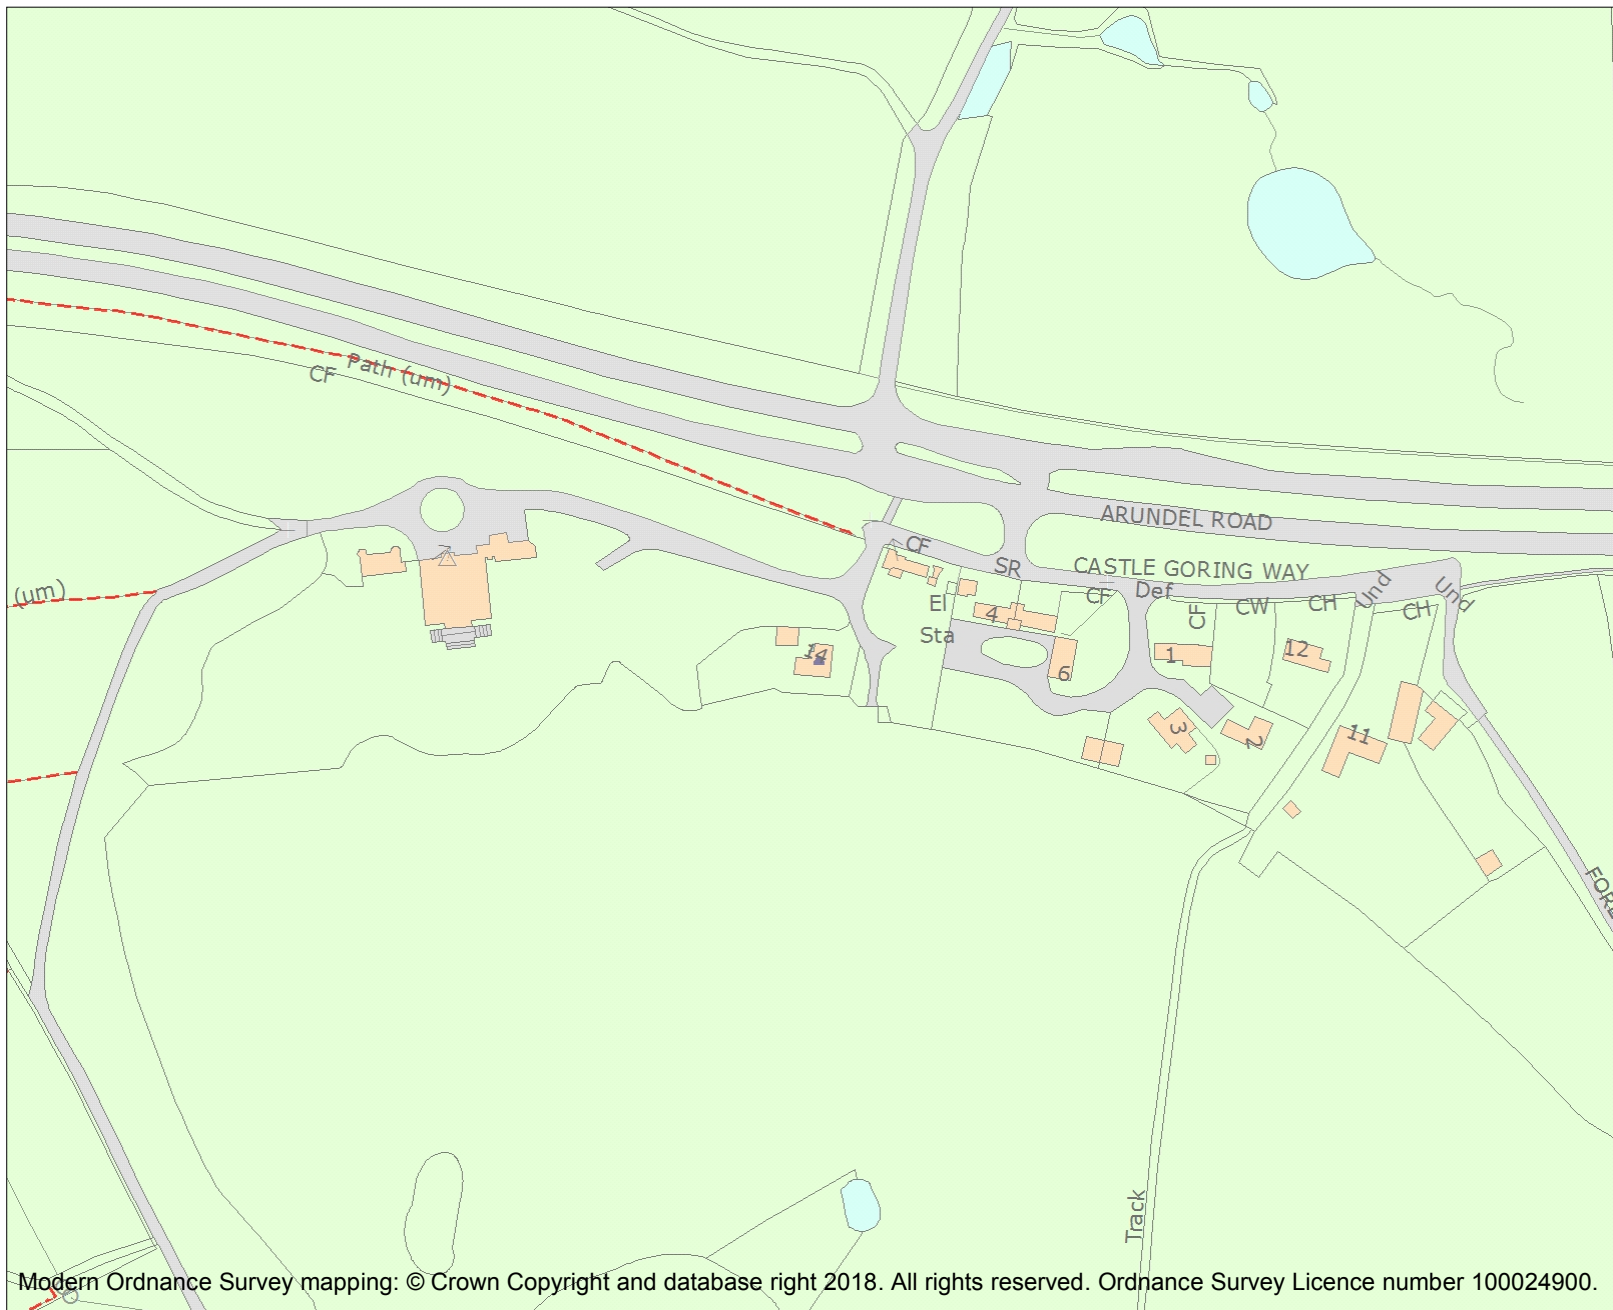 Path (um)
CF
ARUNDEL ROAD
CF
SR
CASTLE GORING WAY
(um)
El
Sta
4
CF
Def
CF
CW
CH
Und
CH
Und
14
6
1
12
3
2
11
Track
Modern Ordnance Survey mapping: © Crown Copyright and database right 2018. All rights reserved. Ordnance Survey Licence number 100024900.